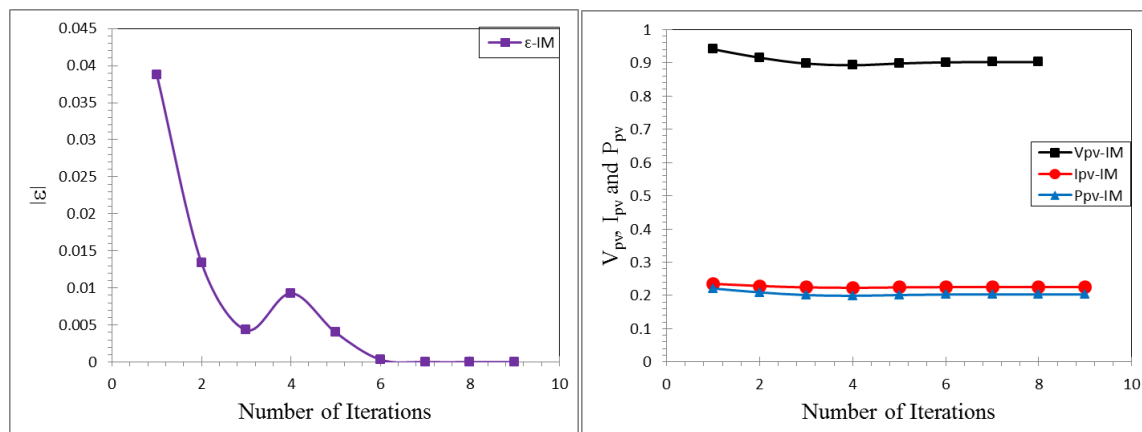 0.045
0.04
0.035
0.03
0.025
0.02
0.015
0.01
0.005
0
|ε|
ε-IM
0 2 4 6 8 10
Number of Iterations
1
0.9
0.8
0.7
0.6
0.5
0.4
0.3
0.2
0.1
0
Vpv, Ipv and Ppv
Vpv-IM
Ipv-IM
Ppv-IM
0 2 4 6 8 10
Number of Iterations